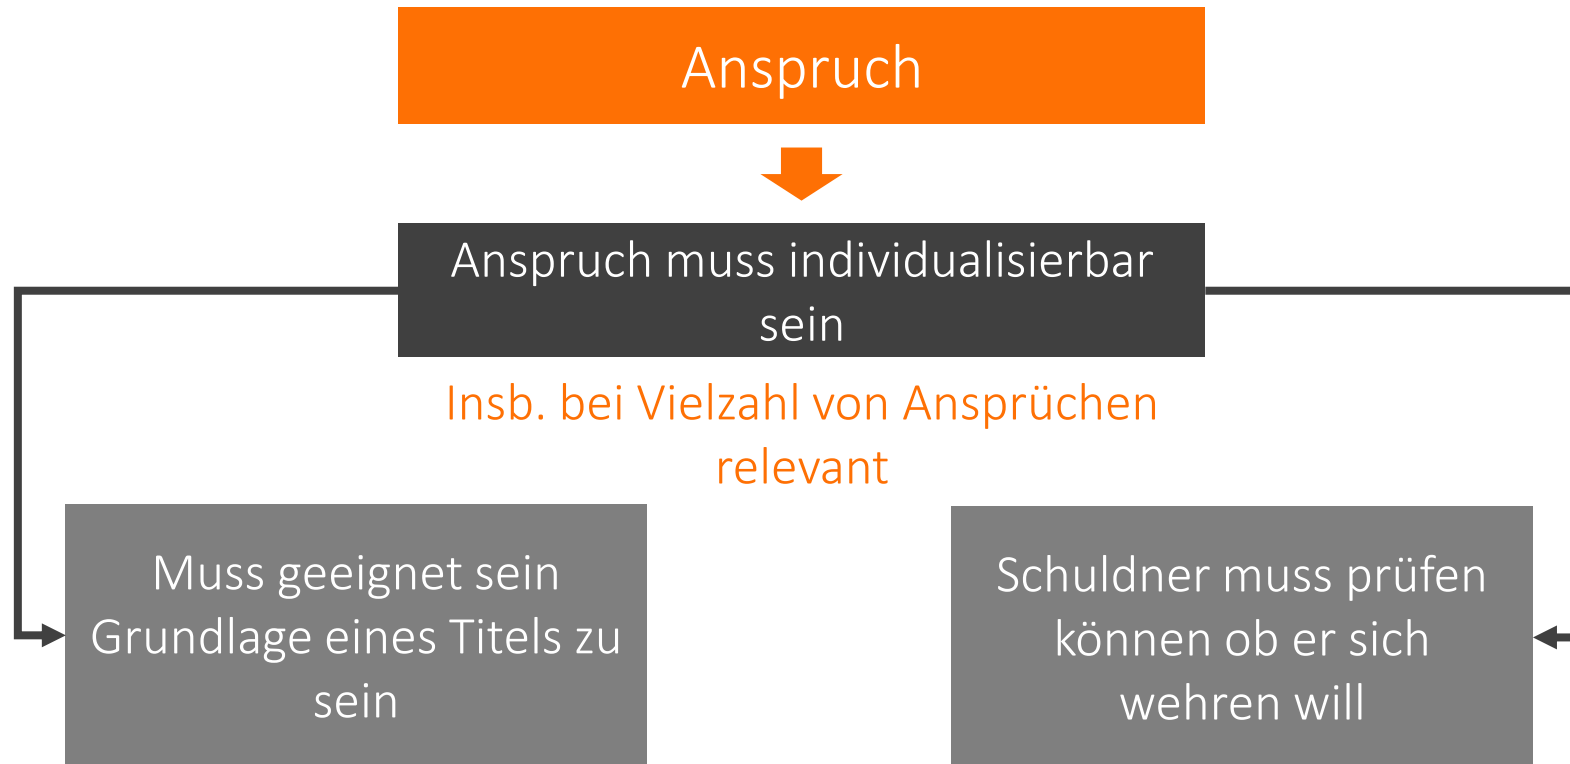 Anspruch
Anspruch muss individualisierbar
sein
Insb. bei Vielzahl von Ansprüchen
relevant
Muss geeignet sein
Grundlage eines Titels zu
sein
Schuldner muss prüfen
können ob er sich
wehren will